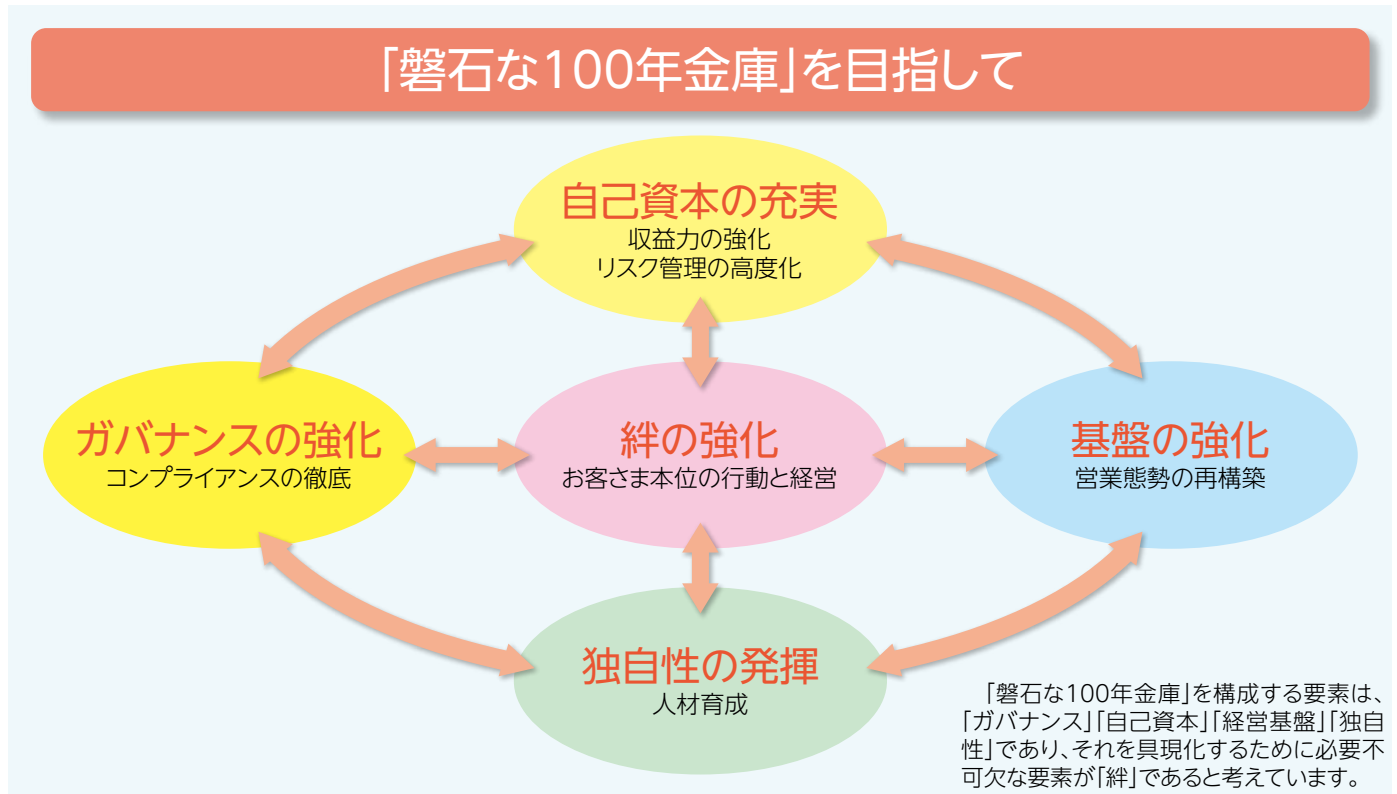 「磐石な100年金庫」を目指して
自己資本の充実
収益力の強化
リスク管理の高度化
ガバナンスの強化
コンプライアンスの徹底
絆の強化
お客さま本位の行動と経営
基盤の強化
営業態勢の再構築
独自性の発揮
人材育成
「磐石な100年金庫」を構成する要素は、
「ガバナンス」「自己資本」「経営基盤」「独自
性」であり、それを具現化するために必要不
可欠な要素が「絆」であると考えています。